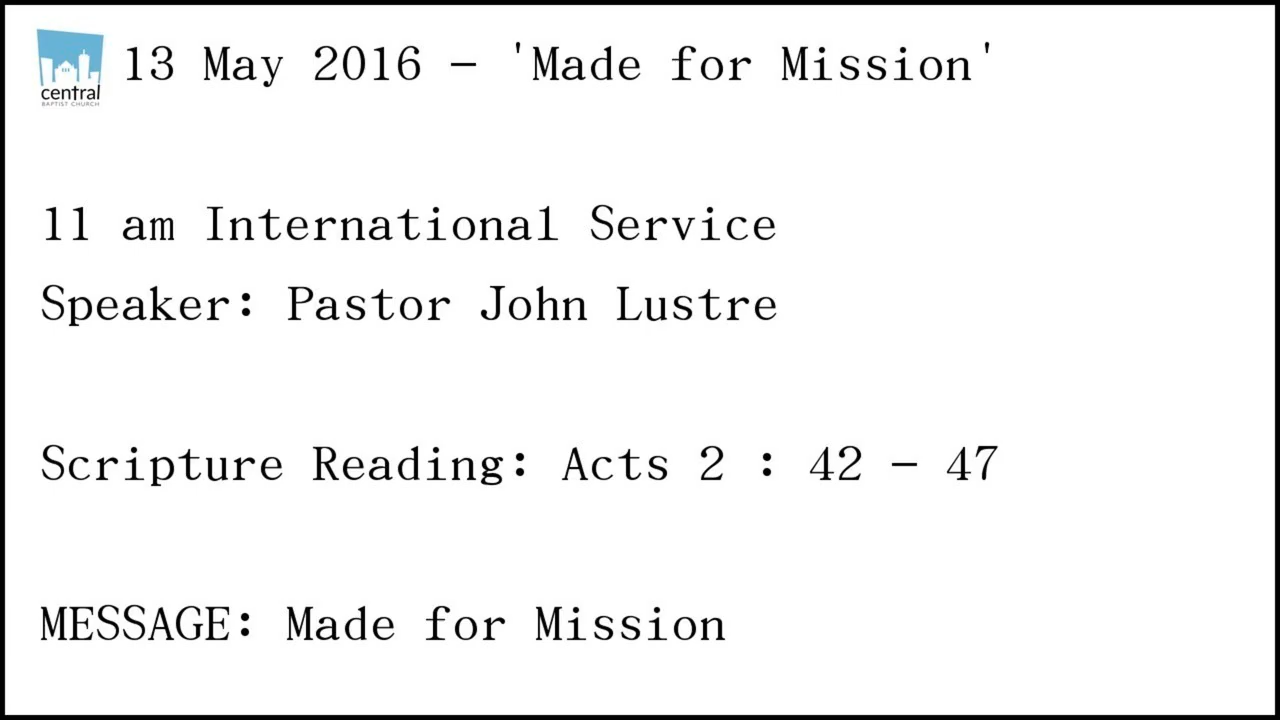 13 May 2016 – 'Made for Mission'
central
BAPTIST CHURCH
11 am International Service
Speaker: Pastor John Lustre
Scripture Reading: Acts 2 : 42 – 47
MESSAGE: Made for Mission